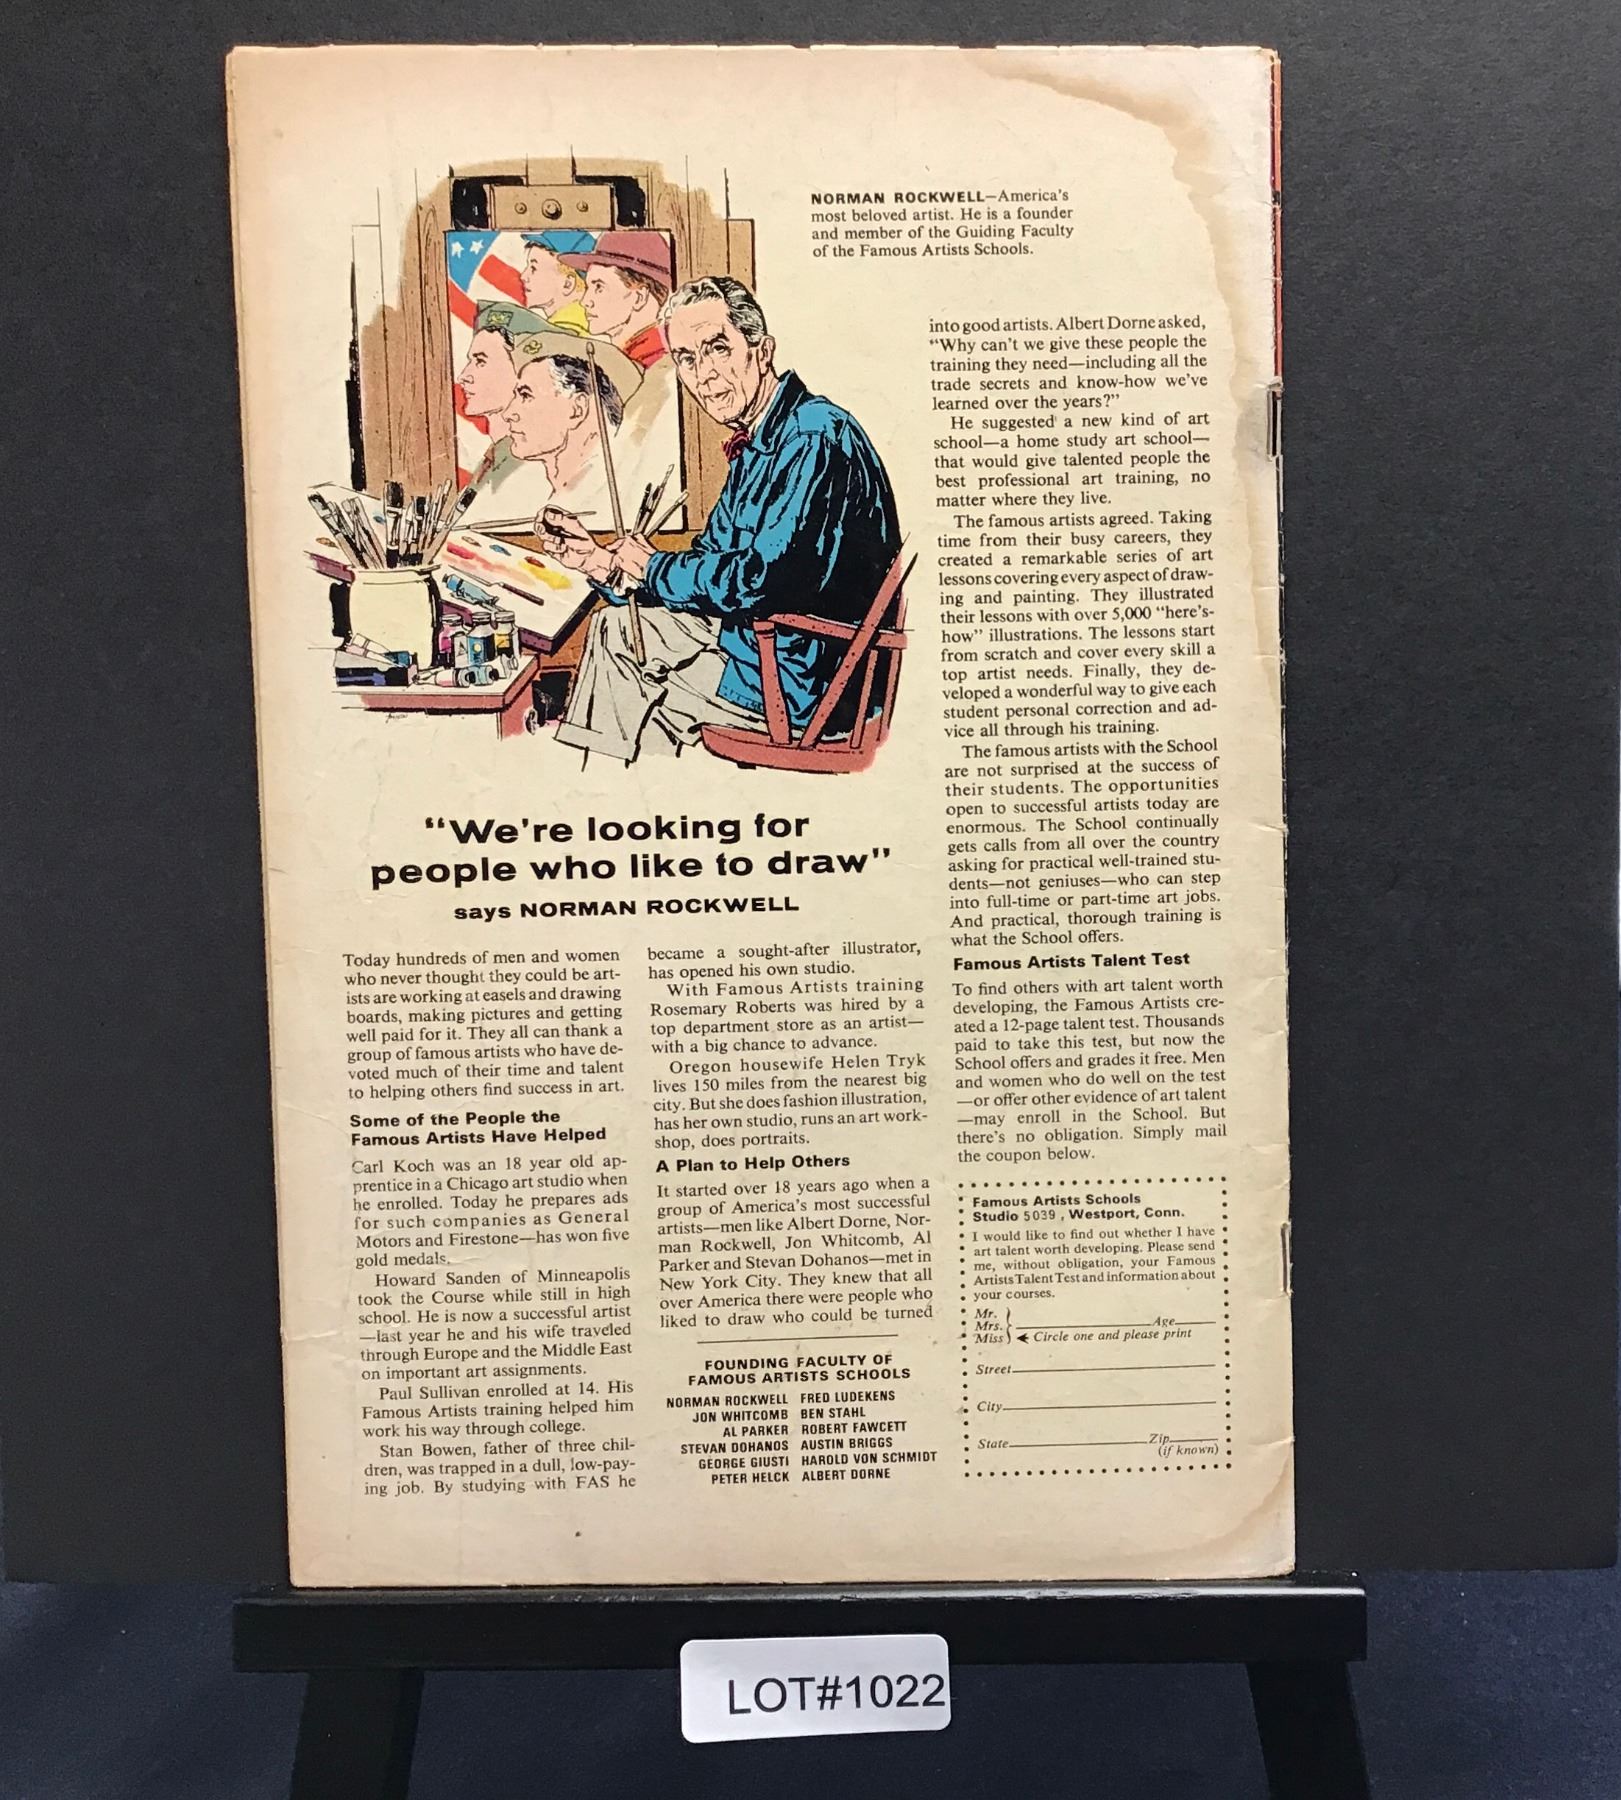 NORMAN ROCKWELL—America's
most beloved artist. He is a founder
and member of the Guiding Faculty
of the Famous Artists Schools.
"We're looking for
people who like to draw"
says NORMAN ROCKWELL
Today hundreds of men and women
who never thought they could be art-
ists are working at easels and drawing
boards, making pictures and getting
well paid for it. They all can thank a
group of famous artists who have de-
voted much of their time and talent
to helping others find success in art.
Some of the People the
Famous Artists Have Helped
Carl Koch was an 18 year old ap-
prentice in a Chicago art studio when
he enrolled. Today he prepares ads
for such companies as General
Motors and Firestone—has won five
gold medals.
Howard Sanden of Minneapolis
took the Course while still in high
school. He is now a successful artist
—last year he and his wife traveled
through Europe and the Middle East
on important art assignments.
Paul Sullivan enrolled at 14. His
Famous Artists training helped him
work his way through college.
Stan Bowen, father of three chil-
dren, was trapped in a dull, low-pay-
ing job. By studying with FAS he
became a sought-after illustrator,
has opened his own studio.
With Famous Artists training
Rosemary Roberts was hired by a
top department store as an artist—
with a big chance to advance.
Oregon housewife Helen Tryk
lives 150 miles from the nearest big
city. But she does fashion illustration,
has her own studio, runs an art work-
shop, does portraits.
A Plan to Help Others
It started over 18 years ago when a
group of America's most successful
artists—men like Albert Dorne, Nor-
man Rockwell, Jon Whitcomb, Al
Parker and Stevan Dohanos—met in
New York City. They knew that all
over America there were people who
liked to draw who could be turned
FOUNDING FACULTY OF
FAMOUS ARTISTS SCHOOLS
NORMAN ROCKWELL FRED LUDEKENS
JON WHITCOMB BEN STAHL
AL PARKER ROBERT FAWCETT
STEVAN DOHANOS AUSTIN BRIGGS
GEORGE GIUSTI HAROLD VON SCHMIDT
PETER HELCK ALBERT DORNE
into good artists. Albert Dorne asked,
"Why can't we give these people the
training they need—including all the
trade secrets and know-how we've
learned over the years?"
He suggested a new kind of art
school—a home study art school—
that would give talented people the
best professional art training, no
matter where they live.
The famous artists agreed. Taking
time from their busy careers, they
created a remarkable series of art
lessons covering every aspect of draw-
ing and painting. They illustrated
their lessons with over 5,000 "here's-
how" illustrations. The lessons start
from scratch and cover every skill a
top artist needs. Finally, they de-
veloped a wonderful way to give each
student personal correction and ad-
vice all through his training.
The famous artists with the School
are not surprised at the success of
their students. The opportunities
open to successful artists today are
enormous. The School continually
gets calls from all over the country
asking for practical well-trained stu-
dents—not geniuses—who can step
into full-time or part-time art jobs.
And practical, thorough training is
what the School offers.
Famous Artists Talent Test
To find others with art talent worth
developing, the Famous Artists cre-
ated a 12-page talent test. Thousands
paid to take this test, but now the
School offers and grades it free. Men
and women who do well on the test
—or offer other evidence of art talent
—may enroll in the School. But
there's no obligation. Simply mail
the coupon below.
Famous Artists Schools
Studio 5039 , Westport, Conn.
I would like to find out whether I have
art talent worth developing. Please send
me, without obligation, your Famous
Artists Talent Test and information about
your courses.
Mr.
Mrs. Age
Miss Circle one and please print
Street
City
State Zip
(if known)
LOT#1022